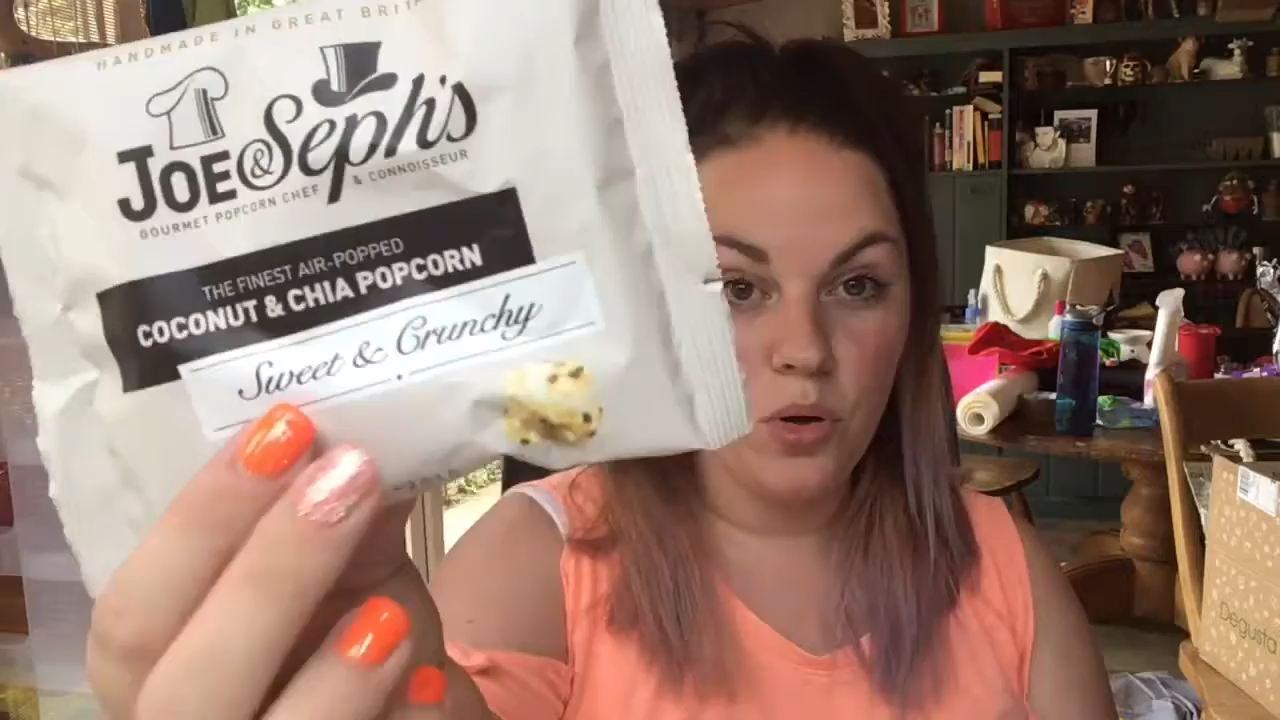 HANDMADE IN GREAT BRIT
JOE & Seph's
GOURMET POPCORN CHEF & CONNOISSEUR
THE FINEST AIR-POPPED
COCONUT & CHIA POPCORN
Sweet & Crunchy
Degusta